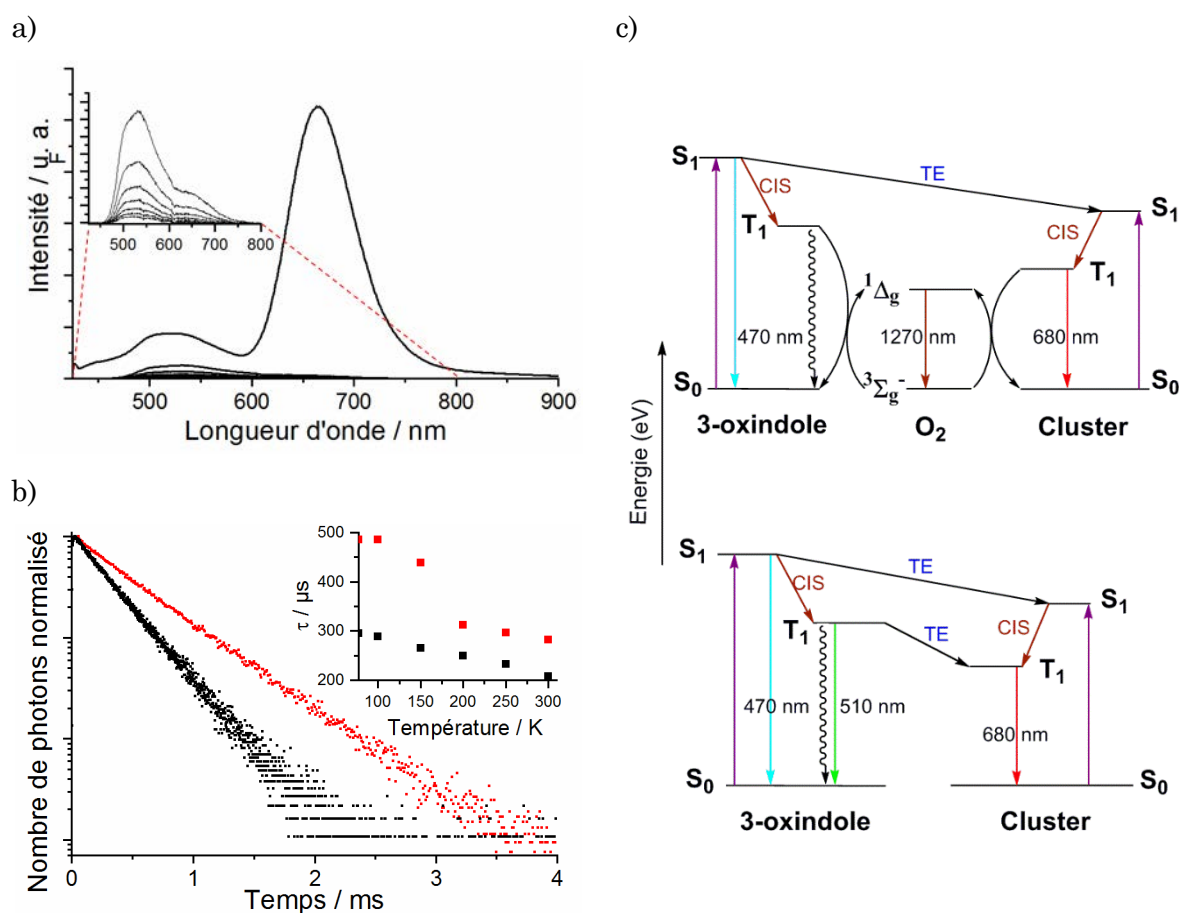 a)
Intensité / u. a.
F
500 600 700 800
500 600 700 800 900
Longueur d'onde / nm
b)
Nombre de photons normalisé
500
400
300
200
τ / µs
100 150 200 250 300
Température / K
0 1 2 3 4
Temps / ms
c)
Energie (eV)
S1
TE
CIS
S1
T1
CIS
T1
¹Δg
470 nm
1270 nm
680 nm
S0
³Σg⁻
S0
3-oxindole
O2
Cluster
S1
TE
CIS
S1
T1
TE
CIS
T1
470 nm
510 nm
680 nm
S0
S0
3-oxindole
Cluster